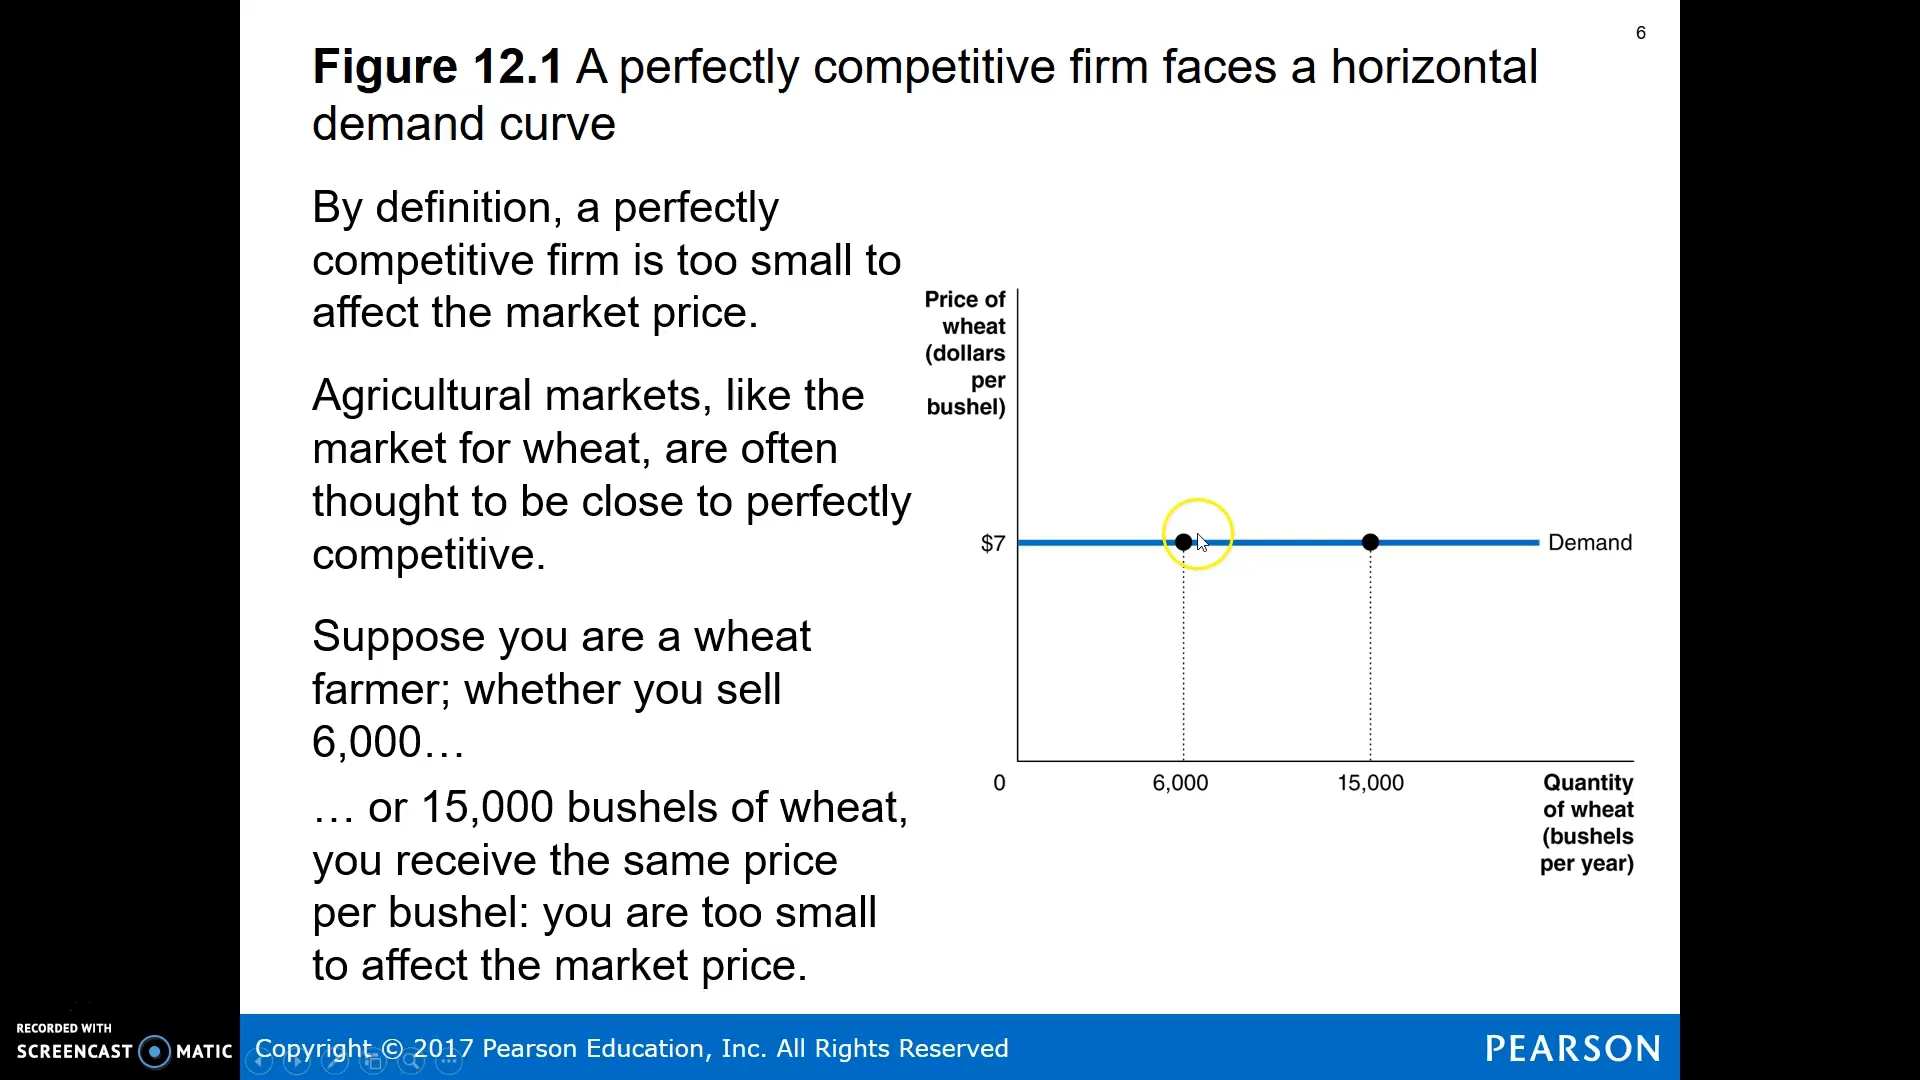 6
Figure 12.1 A perfectly competitive firm faces a horizontal
demand curve
By definition, a perfectly
competitive firm is too small to
affect the market price.
Agricultural markets, like the
market for wheat, are often
thought to be close to perfectly
competitive.
Suppose you are a wheat
farmer; whether you sell
6,000…
… or 15,000 bushels of wheat,
you receive the same price
per bushel: you are too small
to affect the market price.
Price of
wheat
(dollars
per
bushel)
$7
Demand
0
6,000
15,000
Quantity
of wheat
(bushels
per year)
RECORDED WITH
SCREENCAST MATIC
Copyright © 2017 Pearson Education, Inc. All Rights Reserved
PEARSON